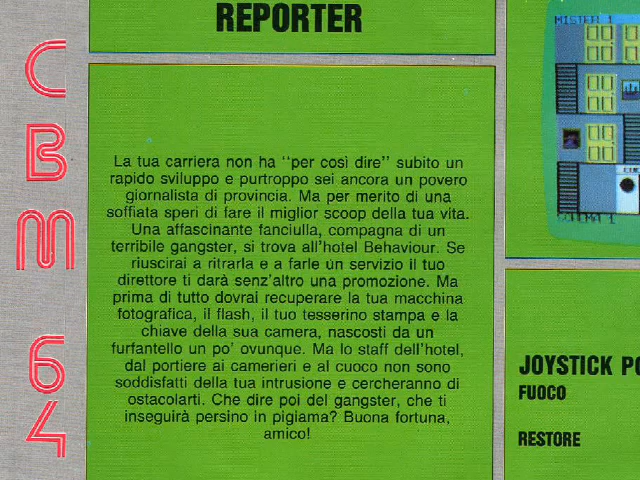 REPORTER
CBM 64
La tua carriera non ha "per così dire" subito un
rapido sviluppo e purtroppo sei ancora un povero
giornalista di provincia. Ma per merito di una
soffiata speri di fare il miglior scoop della tua vita.
Una affascinante fanciulla, compagna di un
terribile gangster, si trova all'hotel Behaviour. Se
riuscirai a ritrarla e a farle un servizio il tuo
direttore ti darà senz'altro una promozione. Ma
prima di tutto dovrai recuperare la tua macchina
fotografica, il flash, il tuo tesserino stampa e la
chiave della sua camera, nascosti da un
furfantello un po' ovunque. Ma lo staff dell'hotel,
dal portiere ai camerieri e al cuoco non sono
soddisfatti della tua intrusione e cercheranno di
ostacolarti. Che dire poi del gangster, che ti
inseguirà persino in pigiama? Buona fortuna,
amico!
MISTER 1
JOYSTICK PO
FUOCO
RESTORE